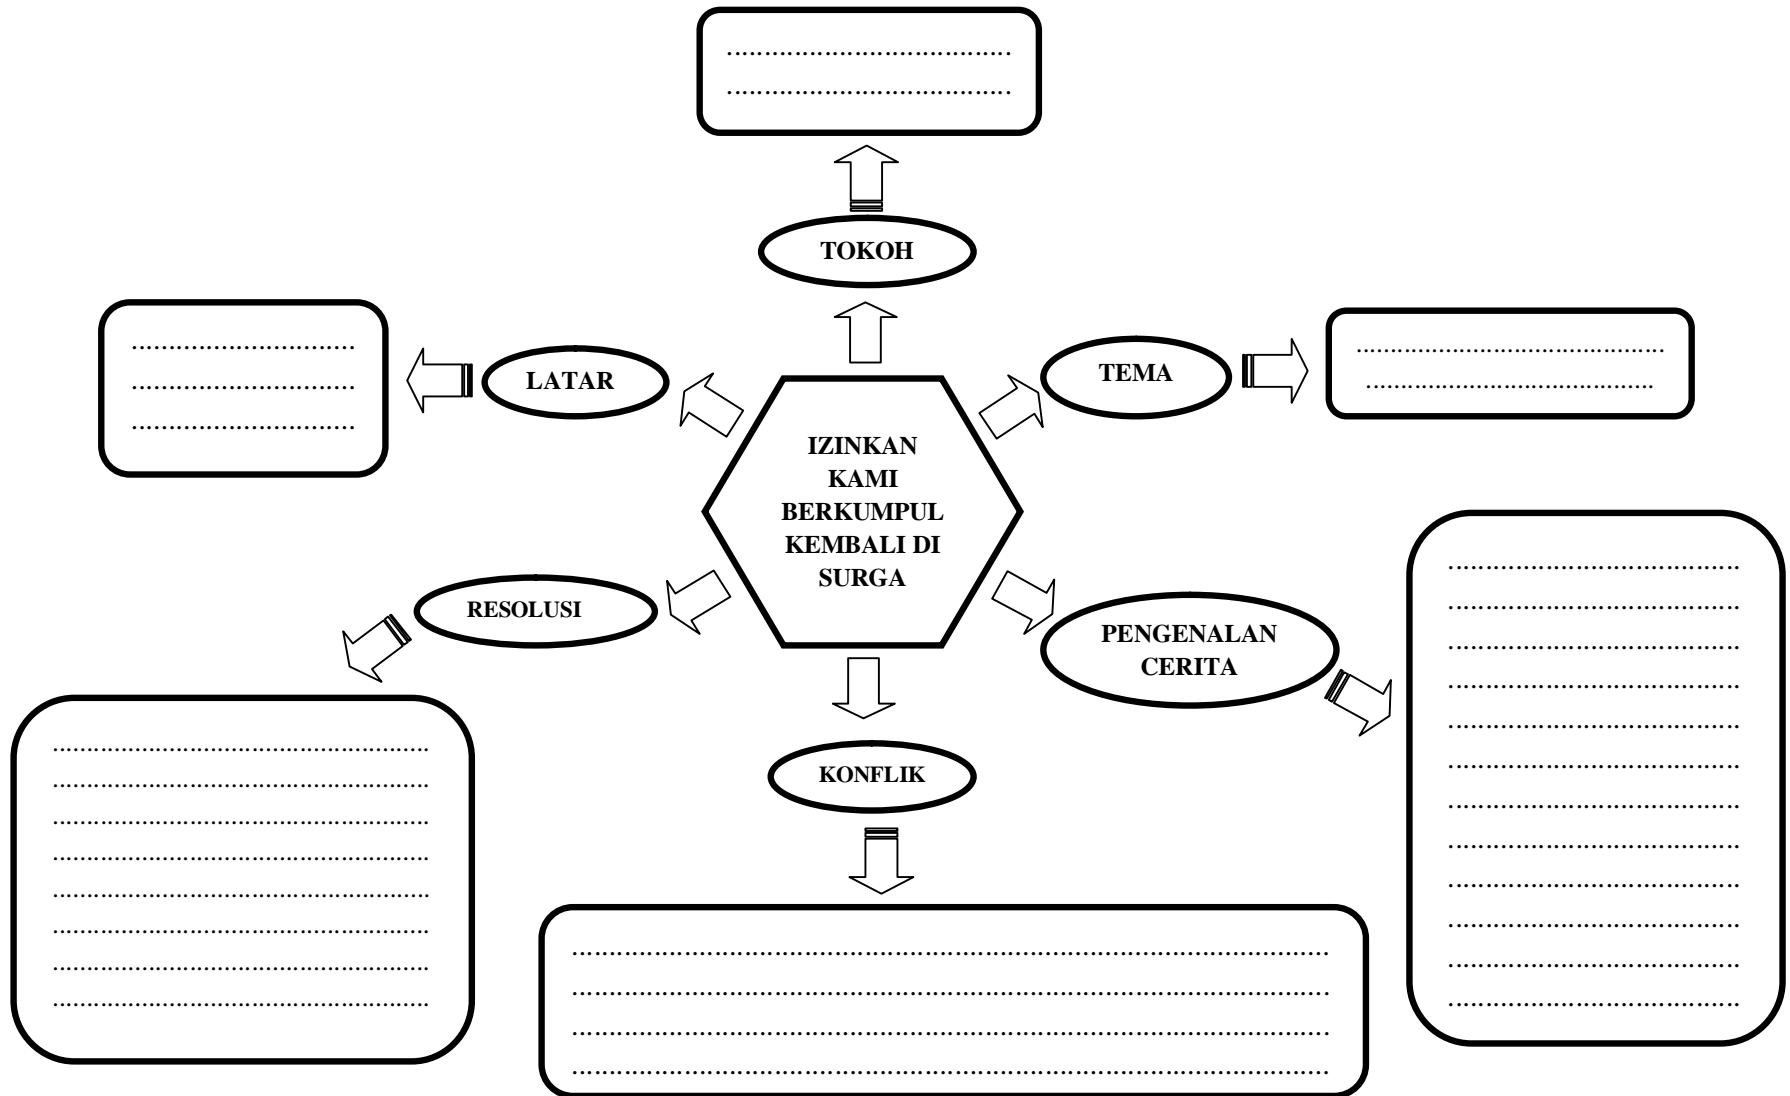 TOKOH
LATAR
TEMA
IZINKAN
KAMI
BERKUMPUL
KEMBALI DI
SURGA
RESOLUSI
PENGENALAN
CERITA
KONFLIK